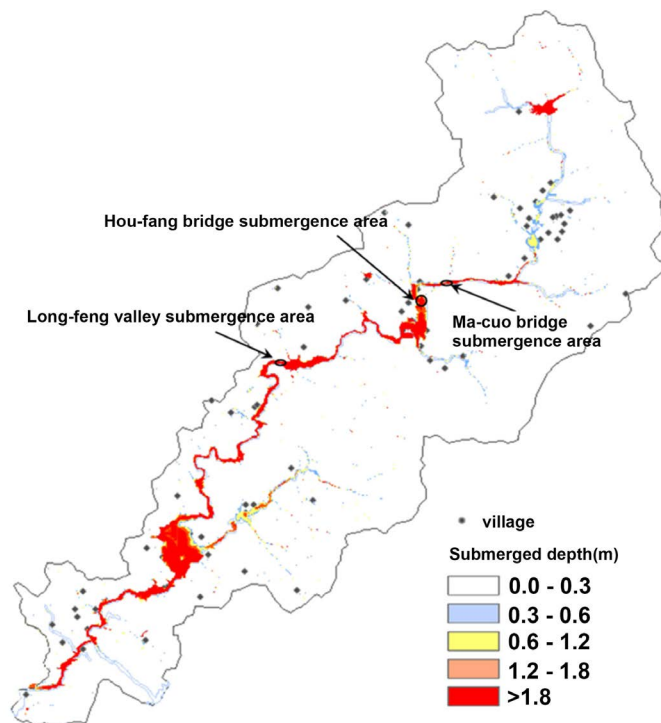 Hou-fang bridge submergence area
Long-feng valley submergence area
Ma-cuo bridge
submergence area
village
Submerged depth(m)
0.0 - 0.3
0.3 - 0.6
0.6 - 1.2
1.2 - 1.8
>1.8